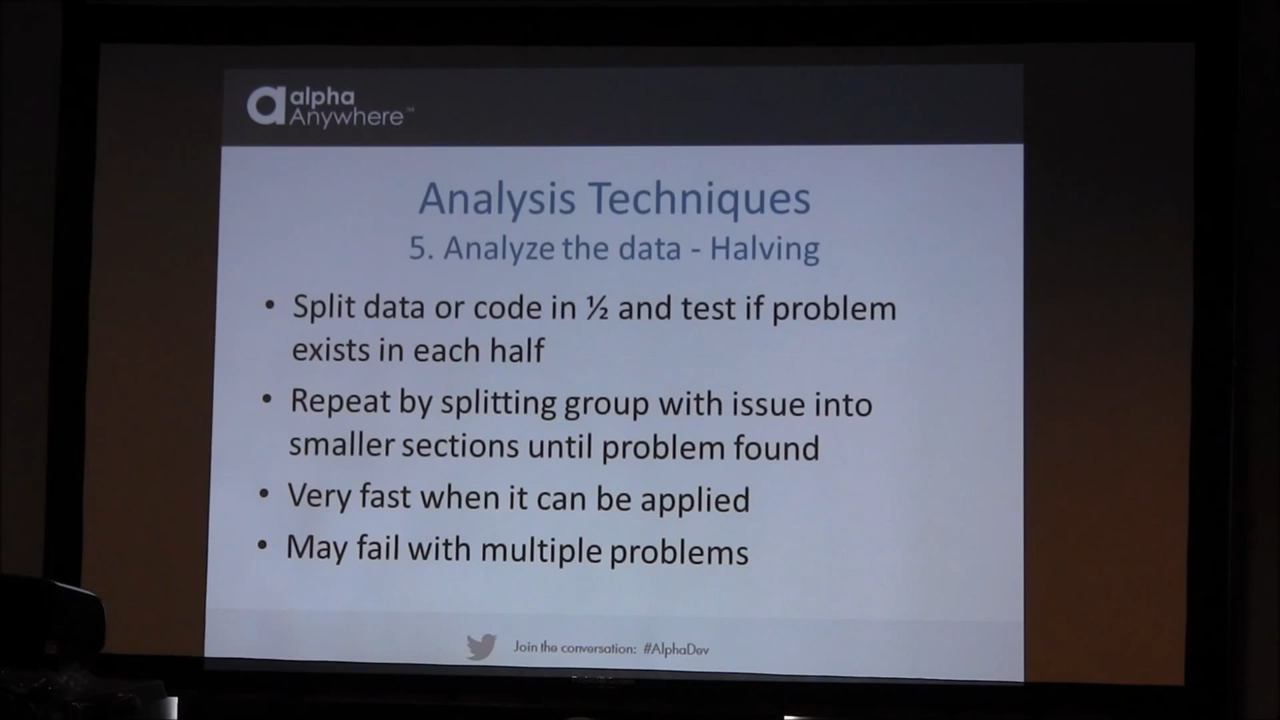 alpha
Anywhere™
Analysis Techniques
5. Analyze the data - Halving
• Split data or code in ½ and test if problem
exists in each half
• Repeat by splitting group with issue into
smaller sections until problem found
• Very fast when it can be applied
• May fail with multiple problems
Join the conversation: #AlphaDev